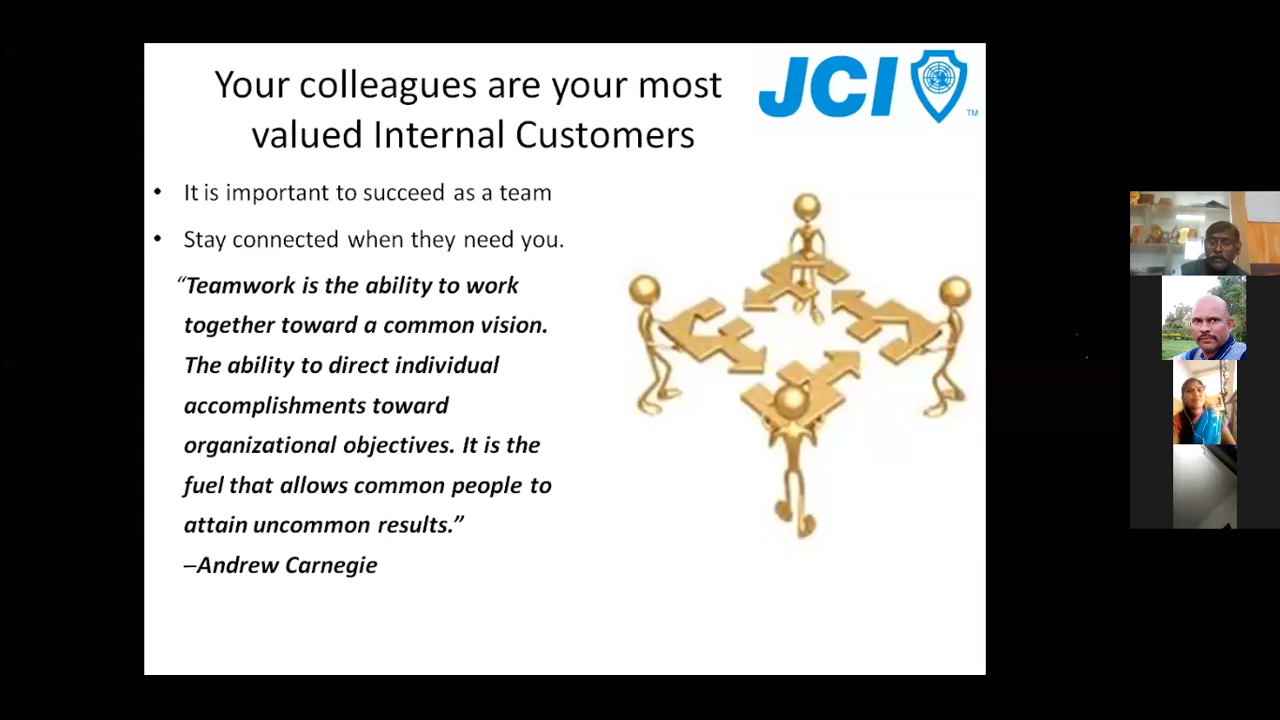 Your colleagues are your most
valued Internal Customers
JCI
TM
• It is important to succeed as a team
• Stay connected when they need you.
“Teamwork is the ability to work
together toward a common vision.
The ability to direct individual
accomplishments toward
organizational objectives. It is the
fuel that allows common people to
attain uncommon results.”
–Andrew Carnegie